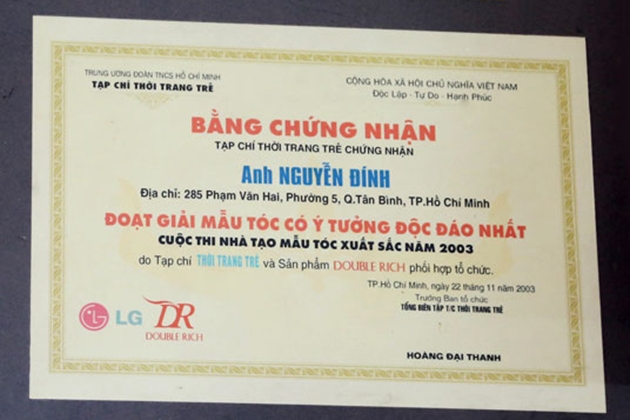 TRUNG ƯƠNG ĐOÀN TNCS HỒ CHÍ MINH
TẠP CHÍ THỜI TRANG TRẺ
CỘNG HÒA XÃ HỘI CHỦ NGHĨA VIỆT NAM
Độc Lập - Tự Do - Hạnh Phúc
BẰNG CHỨNG NHẬN
TẠP CHÍ THỜI TRANG TRẺ CHỨNG NHẬN
Anh NGUYỄN ĐÍNH
Địa chỉ: 285 Phạm Văn Hai, Phường 5, Q.Tân Bình, TP.Hồ Chí Minh
ĐOẠT GIẢI MẪU TÓC CÓ Ý TƯỞNG ĐỘC ĐÁO NHẤT
CUỘC THI NHÀ TẠO MẪU TÓC XUẤT SẮC NĂM 2003
do Tạp chí THỜI TRANG TRẺ và Sản phẩm DOUBLE RICH phối hợp tổ chức.
TP.Hồ Chí Minh, ngày 22 tháng 11 năm 2003
Trưởng Ban tổ chức
TỔNG BIÊN TẬP T/C THỜI TRANG TRẺ
LG DR
DOUBLE RICH
HOÀNG ĐẠI THANH